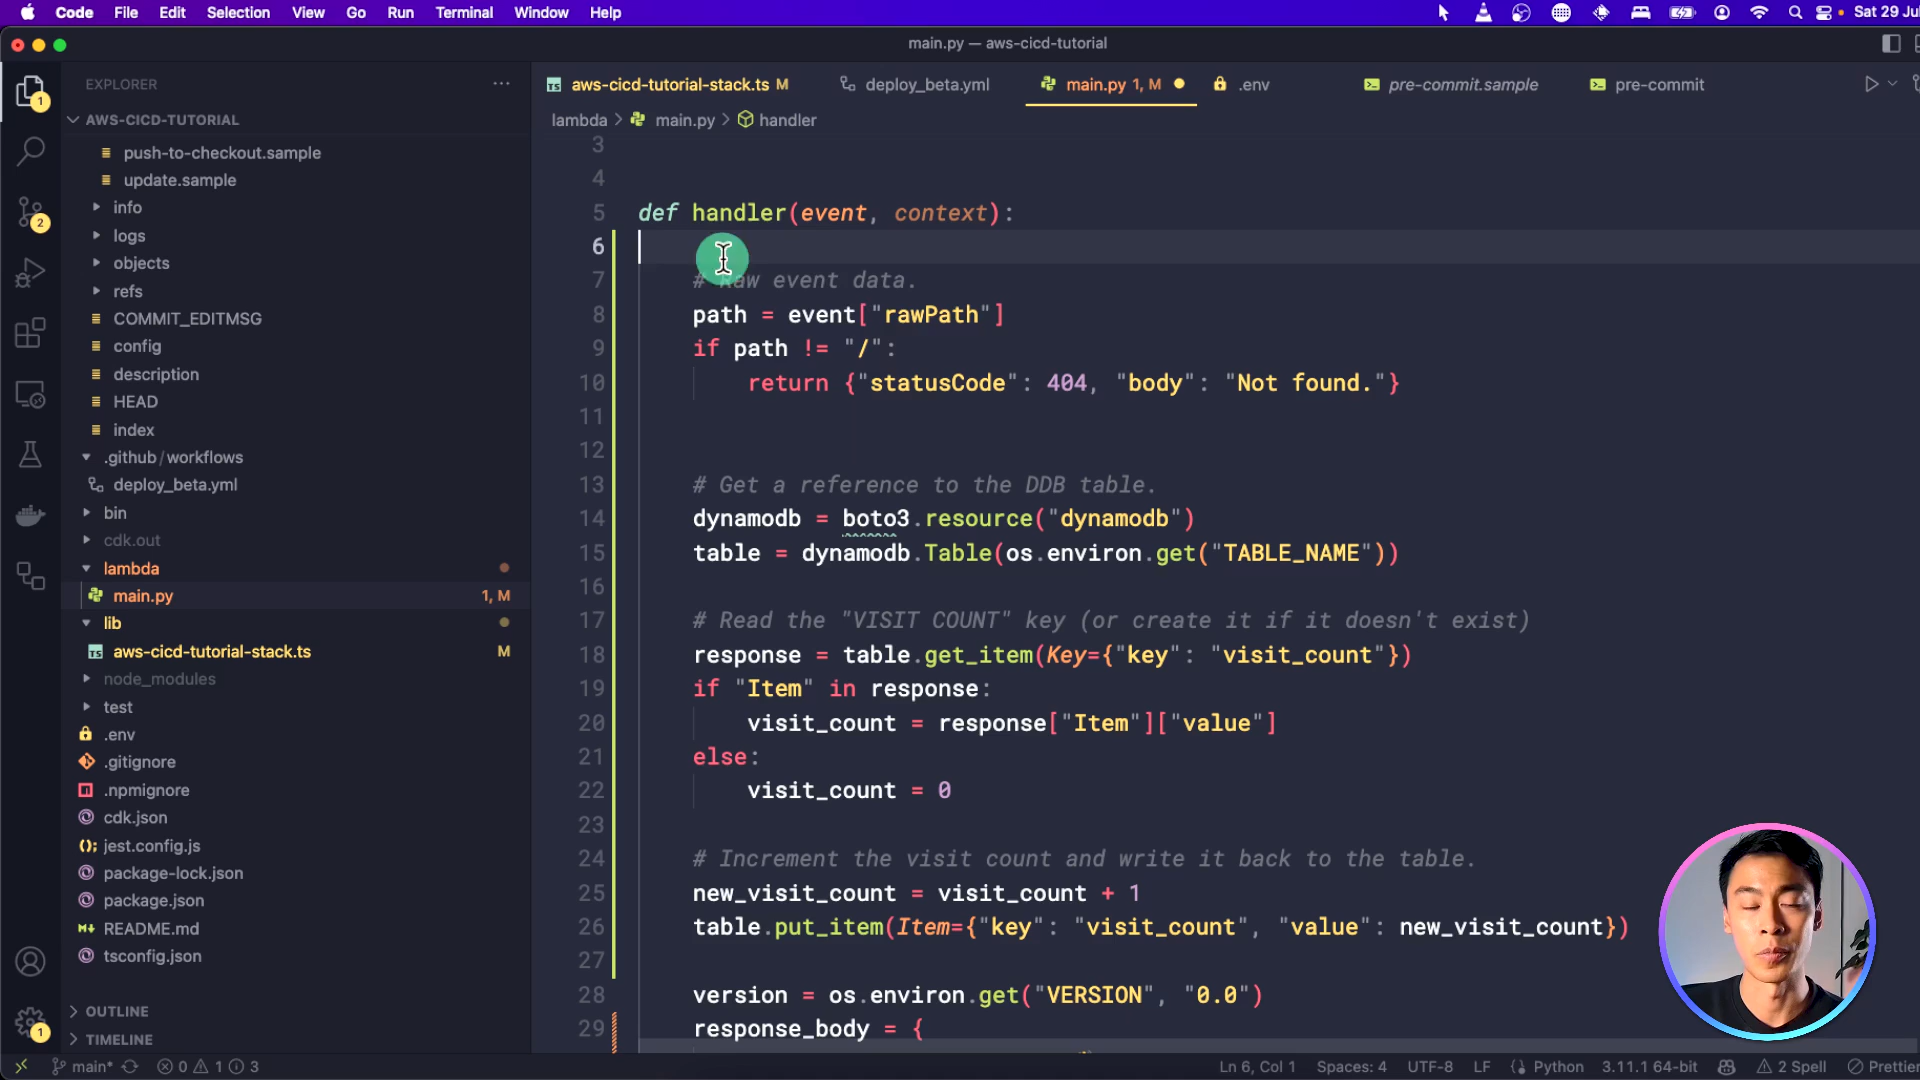 Code File Edit Selection View Go Run Terminal Window Help Sat 29 Jul
main.py — aws-cicd-tutorial
EXPLORER
AWS-CICD-TUTORIAL
push-to-checkout.sample
update.sample
info
logs
objects
refs
COMMIT_EDITMSG
config
description
HEAD
index
.github/workflows
deploy_beta.yml
bin
cdk.out
lambda
main.py 1, M
lib
aws-cicd-tutorial-stack.ts M
node_modules
test
.env
.gitignore
.npmignore
cdk.json
jest.config.js
package-lock.json
package.json
README.md
tsconfig.json
OUTLINE
TIMELINE
1
2
1
aws-cicd-tutorial-stack.ts M deploy_beta.yml main.py 1, M .env pre-commit.sample pre-commit
lambda > main.py > handler
3
4
5 def handler(event, context):
6
7 # Raw event data.
8 path = event["rawPath"]
9 if path != "/":
10 return {"statusCode": 404, "body": "Not found."}
11
12
13 # Get a reference to the DDB table.
14 dynamodb = boto3.resource("dynamodb")
15 table = dynamodb.Table(os.environ.get("TABLE_NAME"))
16
17 # Read the "VISIT COUNT" key (or create it if it doesn't exist)
18 response = table.get_item(Key={"key": "visit_count"})
19 if "Item" in response:
20 visit_count = response["Item"]["value"]
21 else:
22 visit_count = 0
23
24 # Increment the visit count and write it back to the table.
25 new_visit_count = visit_count + 1
26 table.put_item(Item={"key": "visit_count", "value": new_visit_count})
27
28 version = os.environ.get("VERSION", "0.0")
29 response_body = {
main* 0 1 3 Ln 6, Col 1 Spaces: 4 UTF-8 LF Python 3.11.1 64-bit 2 Spell Prettier